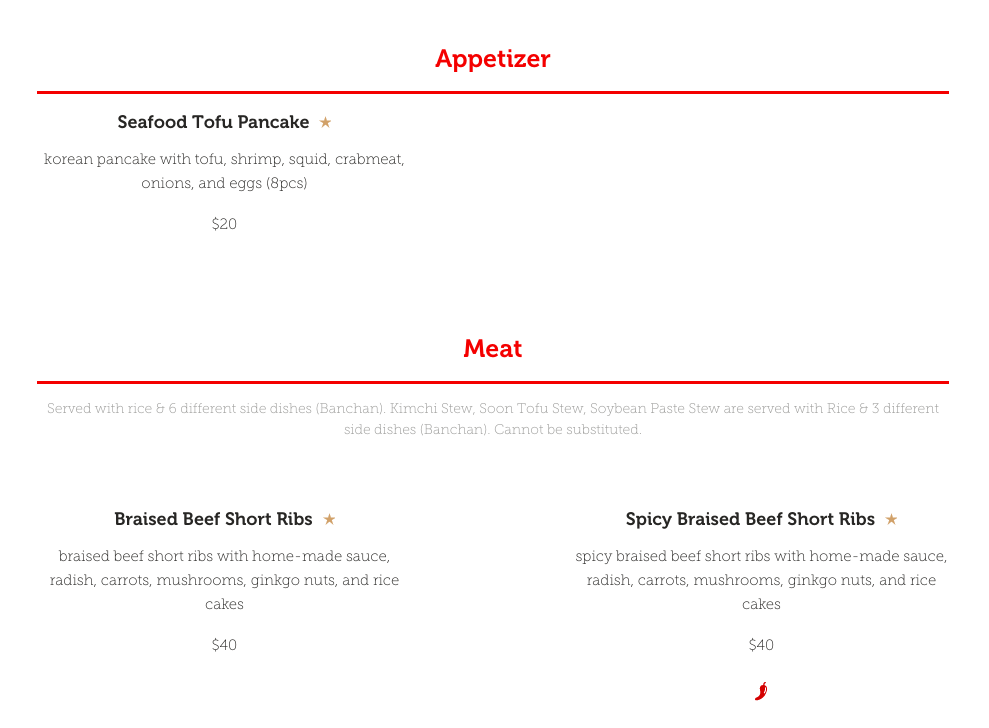 Appetizer
Seafood Tofu Pancake ★
korean pancake with tofu, shrimp, squid, crabmeat,
onions, and eggs (8pcs)
$20
Meat
Served with rice & 6 different side dishes (Banchan). Kimchi Stew, Soon Tofu Stew, Soybean Paste Stew are served with Rice & 3 different
side dishes (Banchan). Cannot be substituted.
Braised Beef Short Ribs ★
braised beef short ribs with home-made sauce,
radish, carrots, mushrooms, ginkgo nuts, and rice
cakes
$40
Spicy Braised Beef Short Ribs ★
spicy braised beef short ribs with home-made sauce,
radish, carrots, mushrooms, ginkgo nuts, and rice
cakes
$40